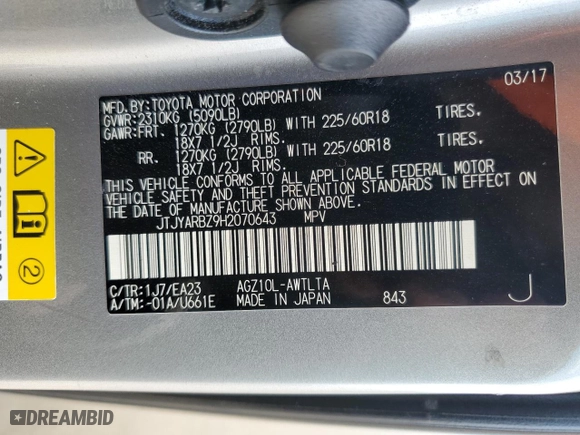 03/17
MFD.BY:TOYOTA MOTOR CORPORATION
GVWR:2310KG (5090LB)
GAWR:FRT. 1270KG (2790LB) WITH 225/60R18 TIRES.
18X7 1/2J RIMS.
RR. 1270KG (2790LB) WITH 225/60R18 TIRES.
18X7 1/2J RIMS.
THIS VEHICLE CONFORMS TO ALL APPLICABLE FEDERAL MOTOR
VEHICLE SAFETY AND THEFT PREVENTION STANDARDS IN EFFECT ON
THE DATE OF MANUFACTURE SHOWN ABOVE.
JTJYARBZ9H2070643 MPV
C/TR:1J7/EA23 AGZ10L-AWTLTA
A/TM:-01A/U661E MADE IN JAPAN 843 J
2
DREAMBID